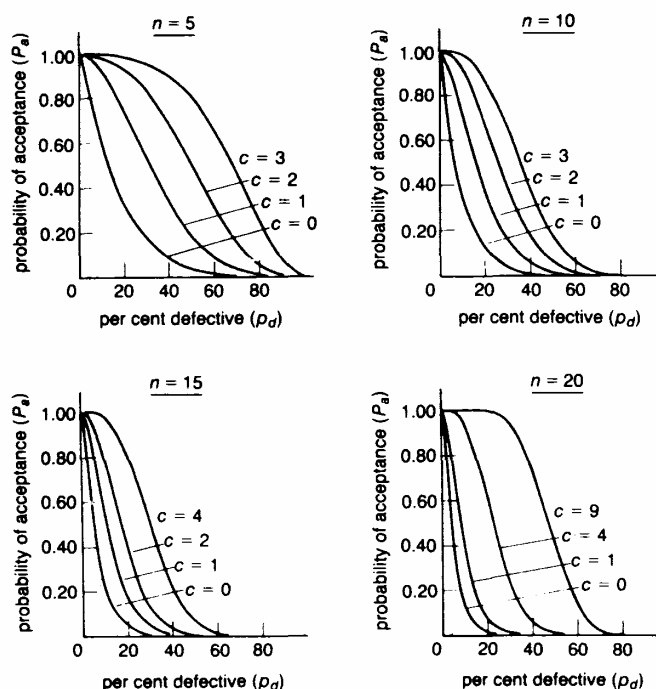 n = 5
probability of acceptance (Pa)
1.00
0.80
0.60
0.40
0.20
c = 3
c = 2
c = 1
c = 0
0 20 40 60 80 100
per cent defective (pd)
n = 10
probability of acceptance (Pa)
1.00
0.80
0.60
0.40
0.20
c = 3
c = 2
c = 1
c = 0
0 20 40 60 80 100
per cent defective (pd)
n = 15
probability of acceptance (Pa)
1.00
0.80
0.60
0.40
0.20
c = 4
c = 2
c = 1
c = 0
0 20 40 60 80 100
per cent defective (pd)
n = 20
probability of acceptance (Pa)
1.00
0.80
0.60
0.40
0.20
c = 9
c = 4
c = 1
c = 0
0 20 40 60 80 100
per cent defective (pd)